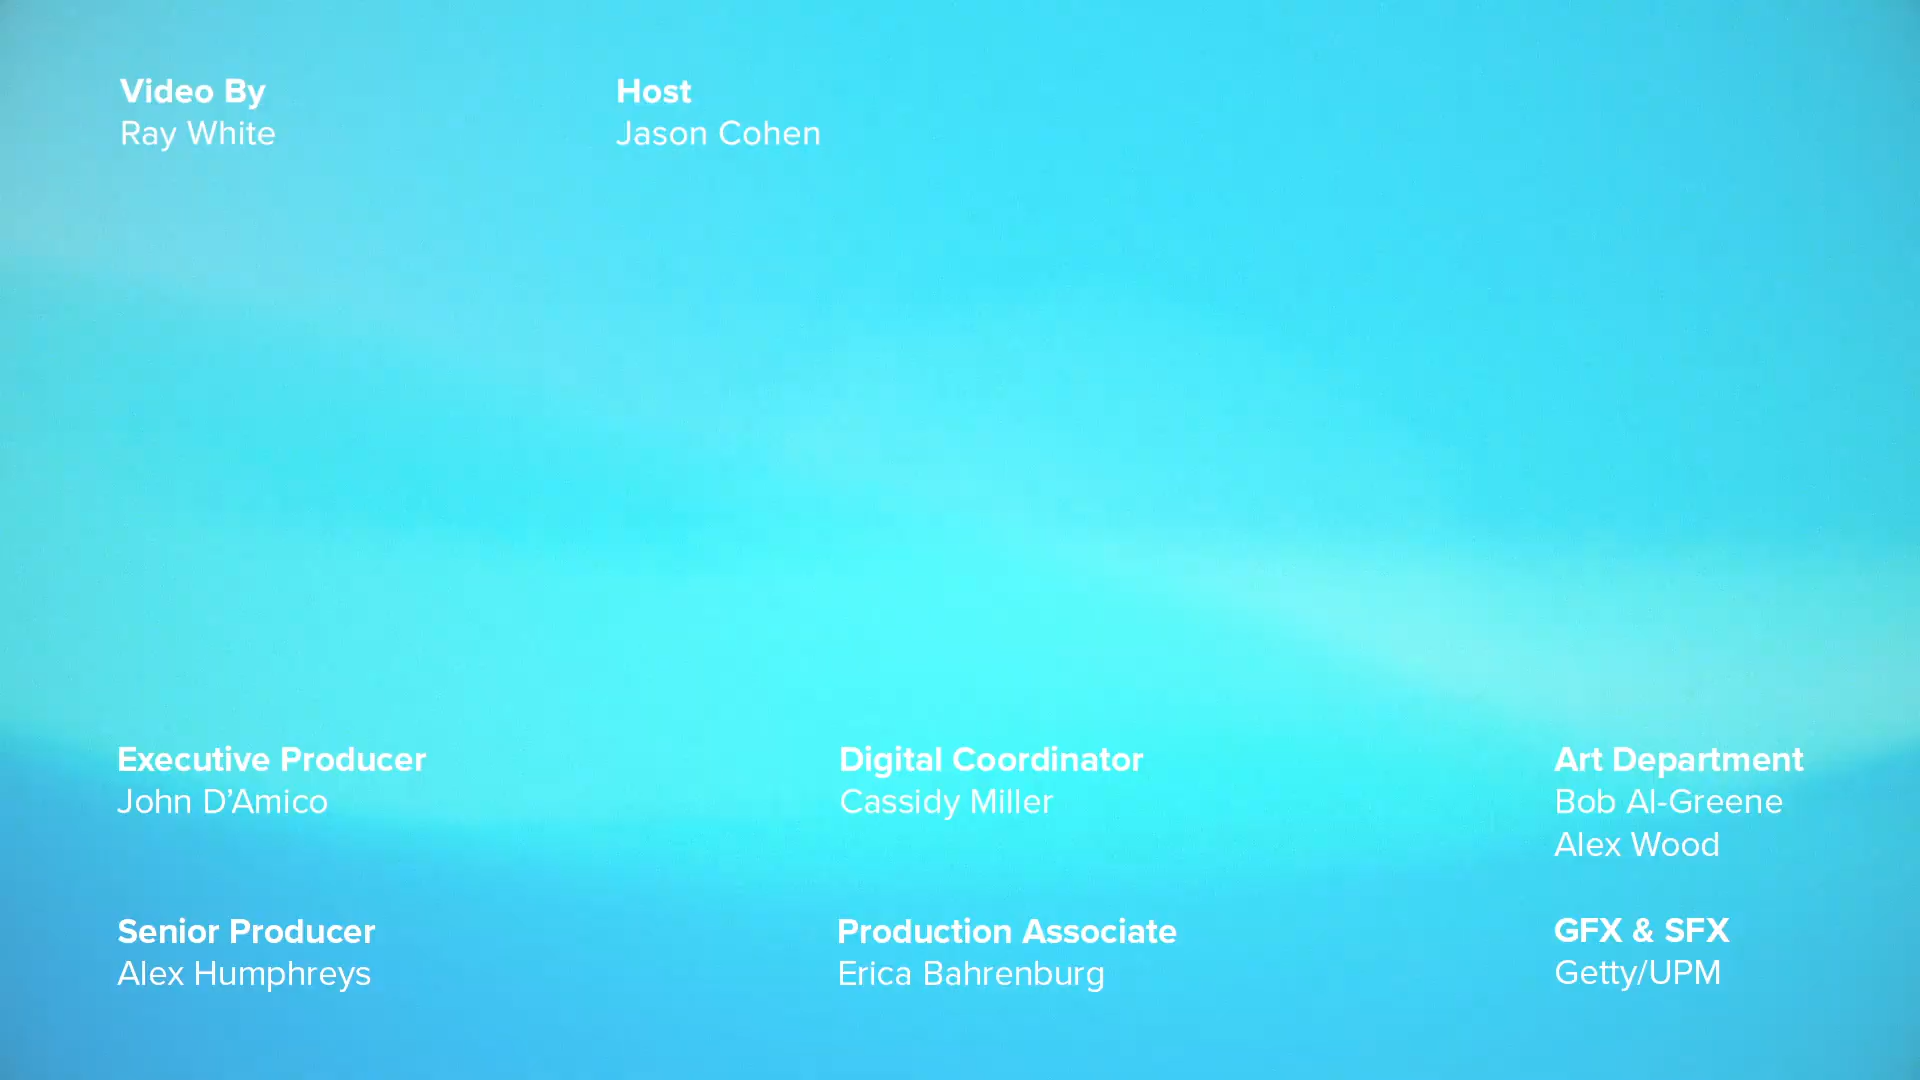 Video By
Ray White
Host
Jason Cohen
Executive Producer
John D’Amico
Digital Coordinator
Cassidy Miller
Art Department
Bob Al-Greene
Alex Wood
Senior Producer
Alex Humphreys
Production Associate
Erica Bahrenburg
GFX & SFX
Getty/UPM